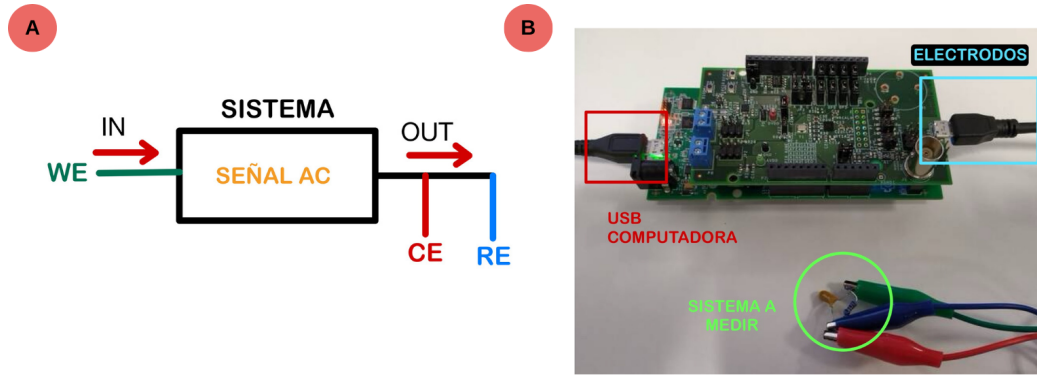 A
SISTEMA
IN
OUT
WE
SEÑAL AC
CE
RE
B
ELECTRODOS
USB
COMPUTADORA
SISTEMA A
MEDIR